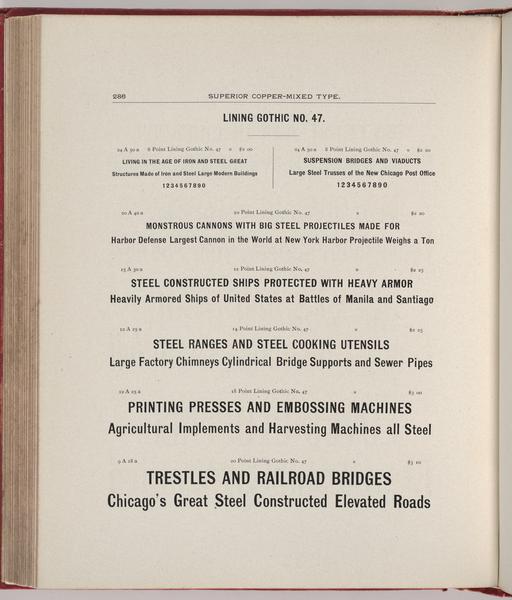 286
SUPERIOR COPPER-MIXED TYPE.
LINING GOTHIC NO. 47.
24 A 30 a 6 Point Lining Gothic No. 47 $2 00
LIVING IN THE AGE OF IRON AND STEEL GREAT
Structures Made of Iron and Steel Large Modern Buildings
1234567890
24 A 30 a 8 Point Lining Gothic No. 47 $2 00
SUSPENSION BRIDGES AND VIADUCTS
Large Steel Trusses of the New Chicago Post Office
1234567890
20 A 40 a 10 Point Lining Gothic No. 47 $2 20
MONSTROUS CANNONS WITH BIG STEEL PROJECTILES MADE FOR
Harbor Defense Largest Cannon in the World at New York Harbor Projectile Weighs a Ton
15 A 30 a 12 Point Lining Gothic No. 47 $2 25
STEEL CONSTRUCTED SHIPS PROTECTED WITH HEAVY ARMOR
Heavily Armored Ships of United States at Battles of Manila and Santiago
12 A 25 a 14 Point Lining Gothic No. 47 $2 25
STEEL RANGES AND STEEL COOKING UTENSILS
Large Factory Chimneys Cylindrical Bridge Supports and Sewer Pipes
12 A 25 a 18 Point Lining Gothic No. 47 $3 00
PRINTING PRESSES AND EMBOSSING MACHINES
Agricultural Implements and Harvesting Machines all Steel
9 A 18 a 20 Point Lining Gothic No. 47 $3 10
TRESTLES AND RAILROAD BRIDGES
Chicago's Great Steel Constructed Elevated Roads